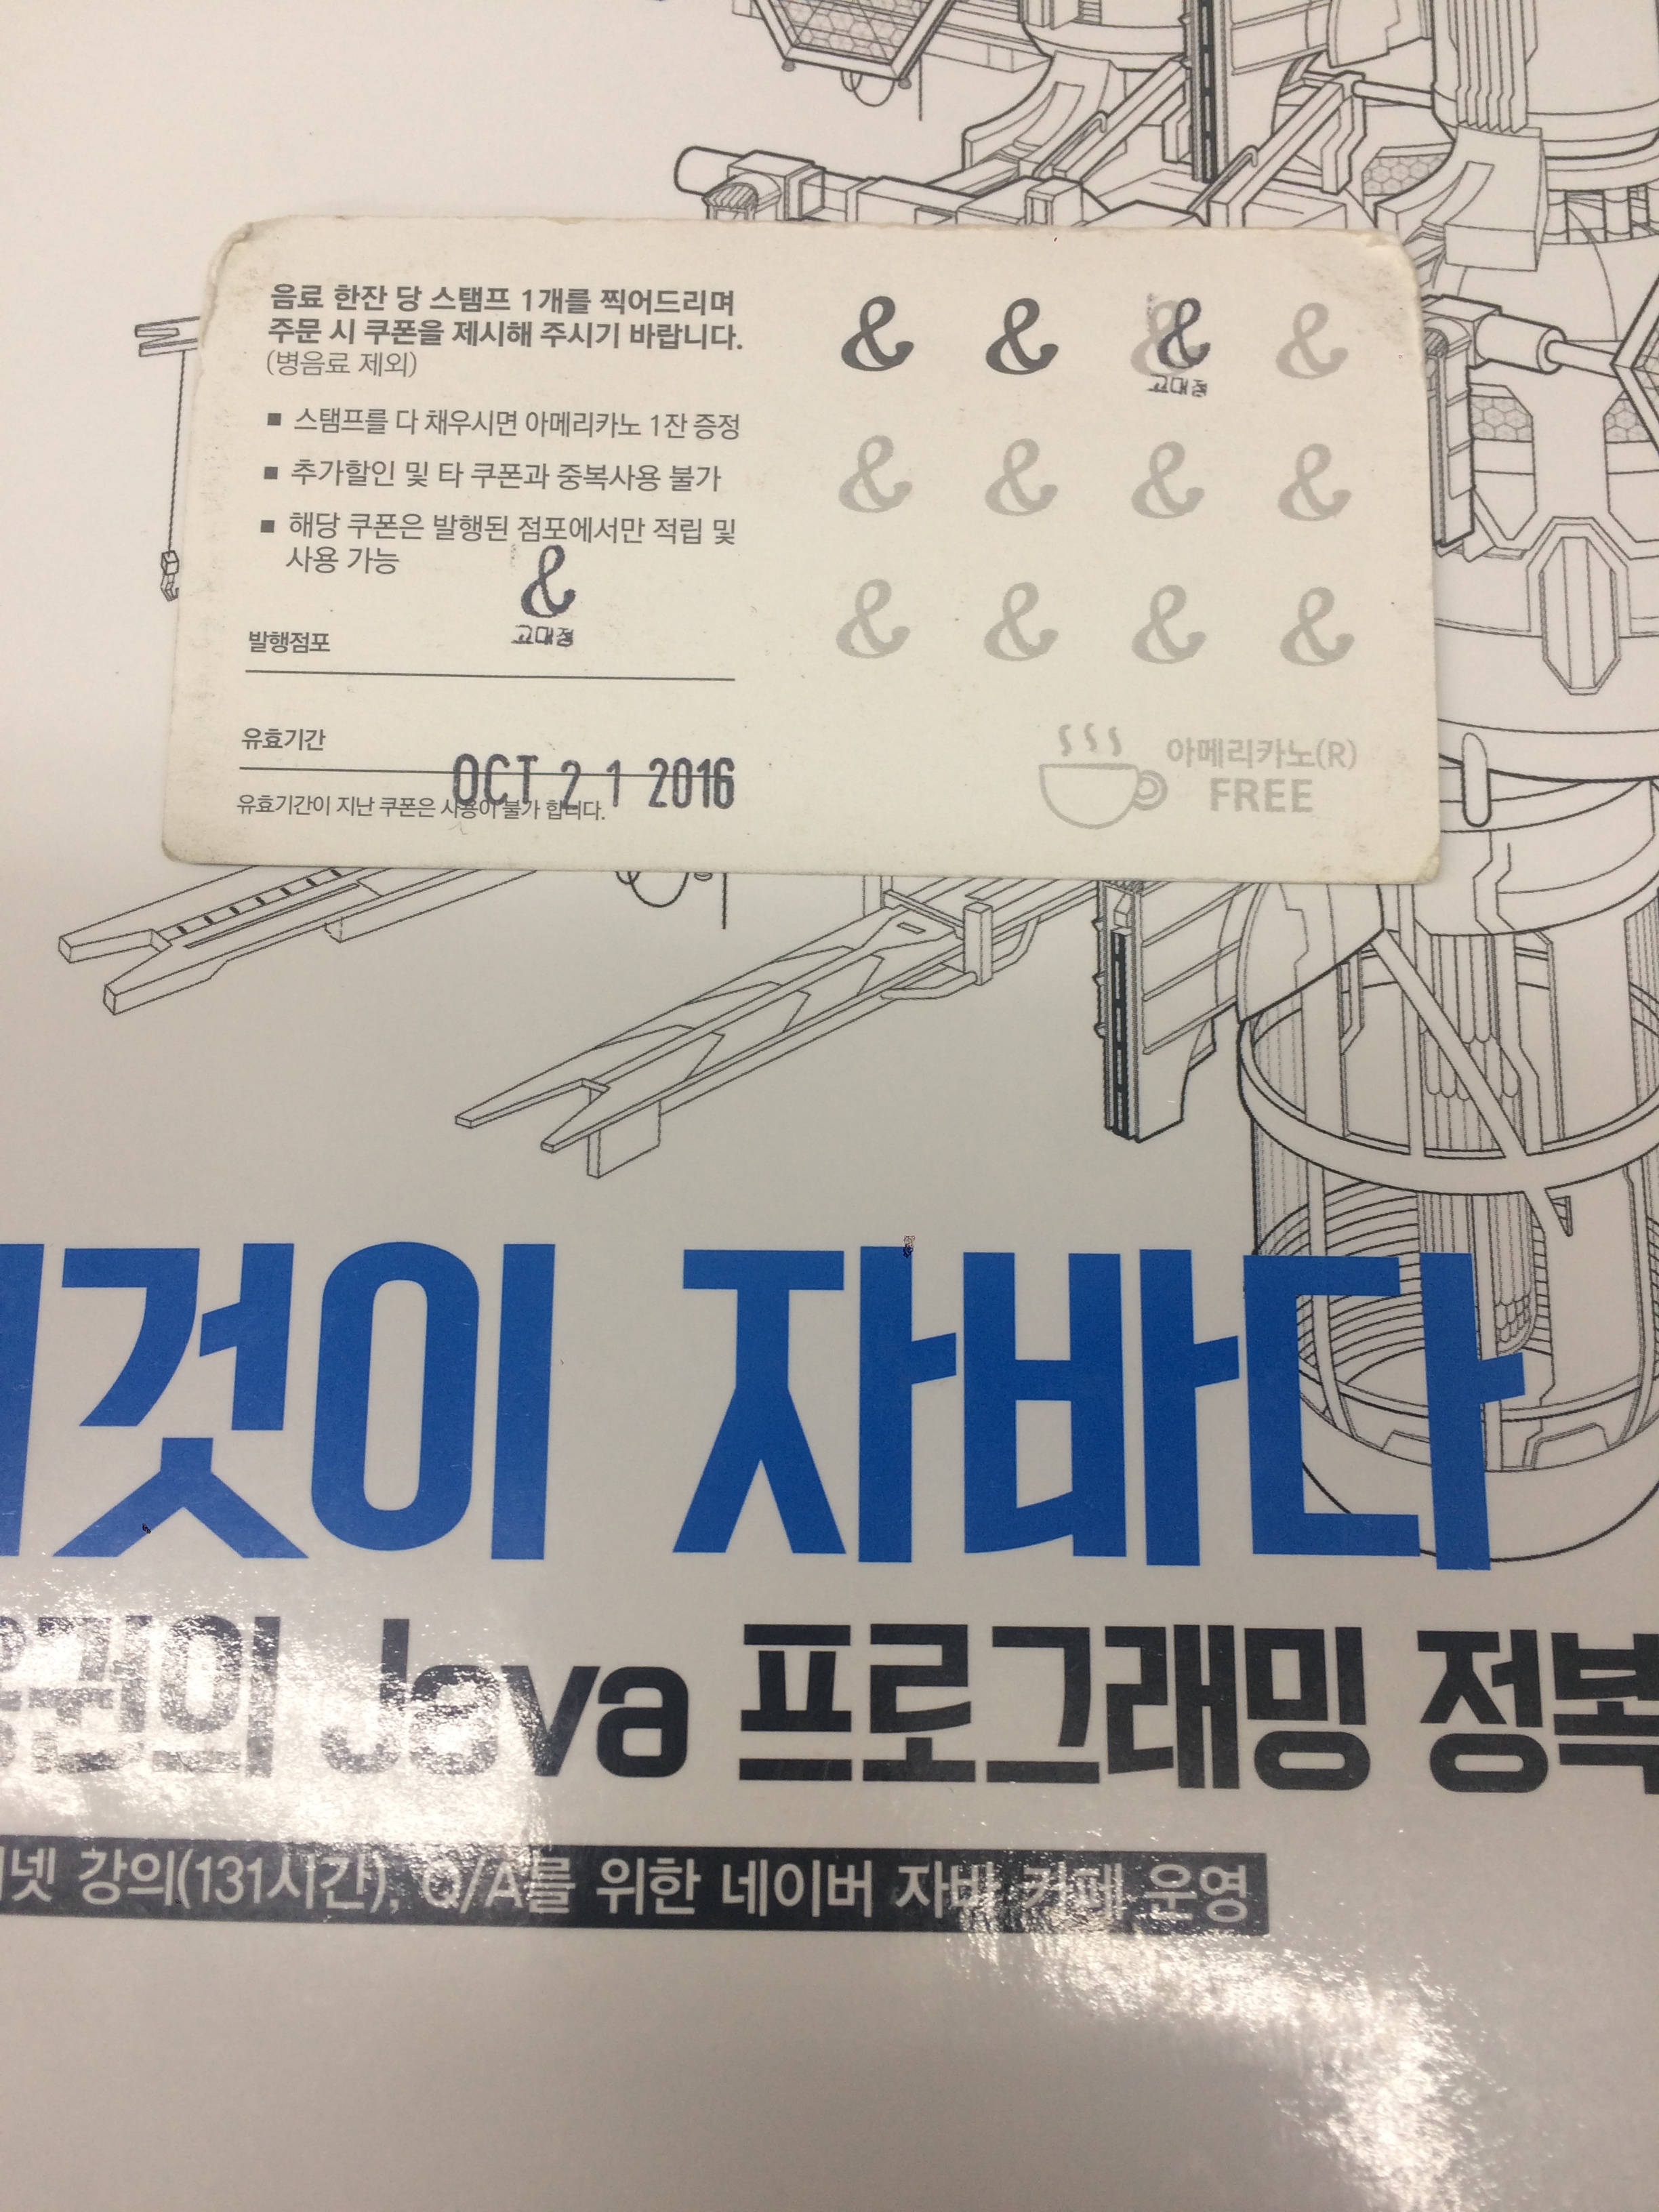 음료 한잔 당 스탬프 1개를 찍어드리며
주문 시 쿠폰을 제시해 주시기 바랍니다.
(병음료 제외)
■ 스탬프를 다 채우시면 아메리카노 1잔 증정
■ 추가할인 및 타 쿠폰과 중복사용 불가
■ 해당 쿠폰은 발행된 점포에서만 적립 및
사용 가능
&
고대점
발행점포
유효기간
OCT 21 2016
유효기간이 지난 쿠폰은 사용이 불가 합니다.
& & & &
고대점
& & & &
& & & &
아메리카노(R)
FREE
이것이 자바다
권의 Java 프로그래밍 정복
넷 강의(131시간), Q/A를 위한 네이버 자바 카페 운영